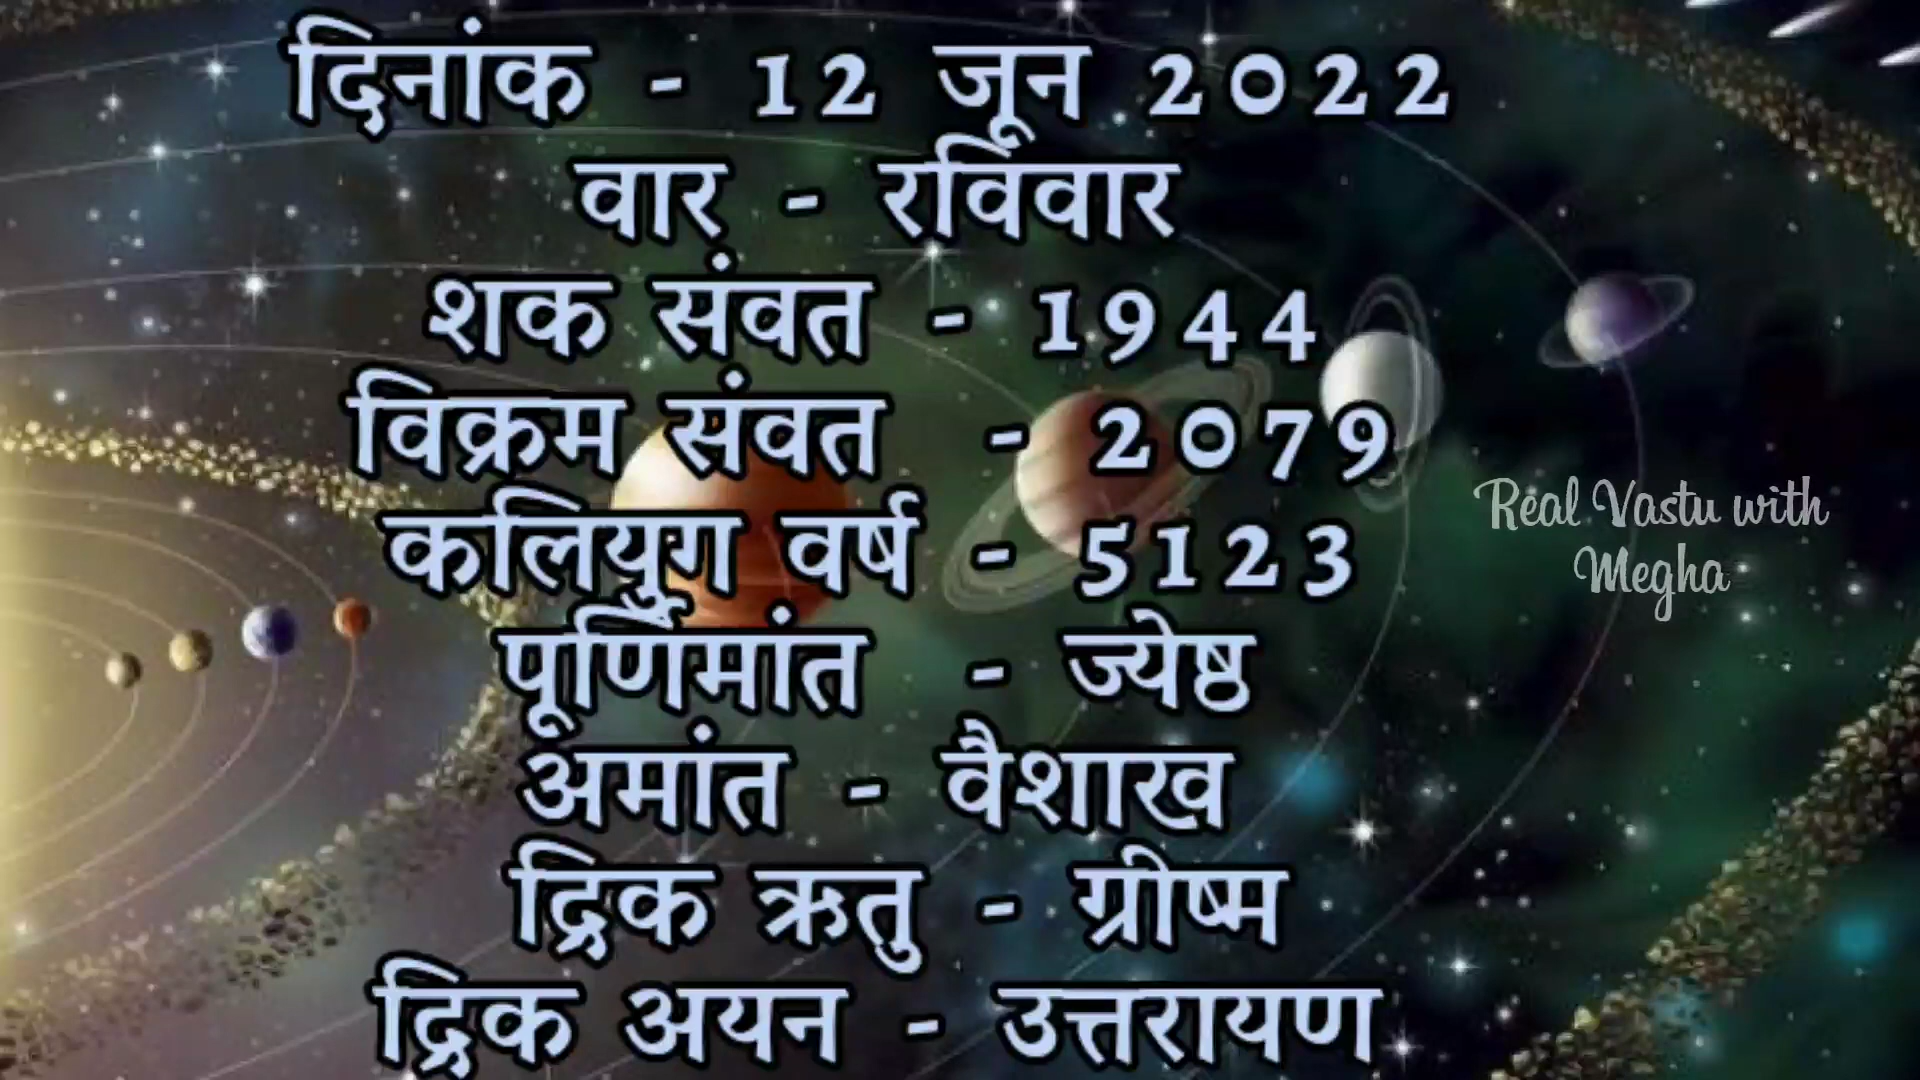 दिनांक - 12 जून 2022
वार - रविवार
शक संवत - 1944
विक्रम संवत - 2079
कलियुग वर्ष - 5123
पूर्णिमांत - ज्येष्ठ
अमांत - वैशाख
द्रिक ऋतु - ग्रीष्म
द्रिक अयन - उत्तरायण
Real Vastu with
Megha